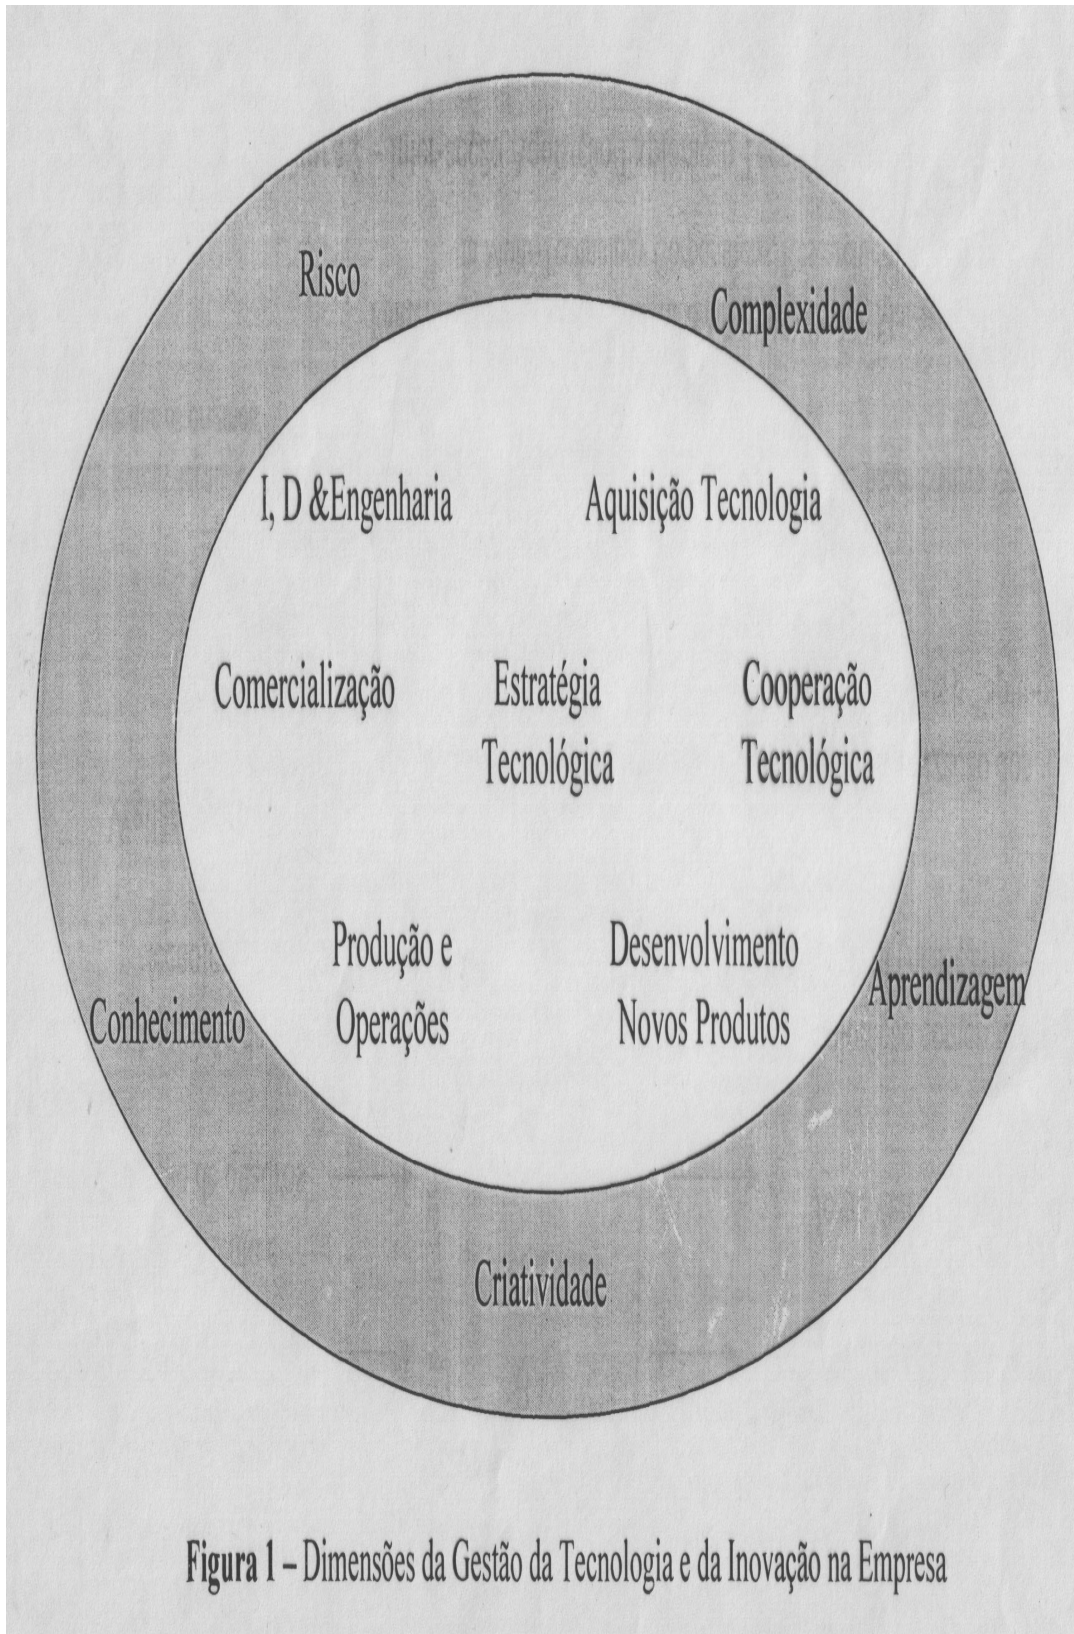 Risco
Complexidade
I, D &Engenharia
Aquisição Tecnologia
Comercialização
Estratégia
Tecnológica
Cooperação
Tecnológica
Produção e
Operações
Desenvolvimento
Novos Produtos
Aprendizagem
Conhecimento
Criatividade
Figura 1 – Dimensões da Gestão da Tecnologia e da Inovação na Empresa